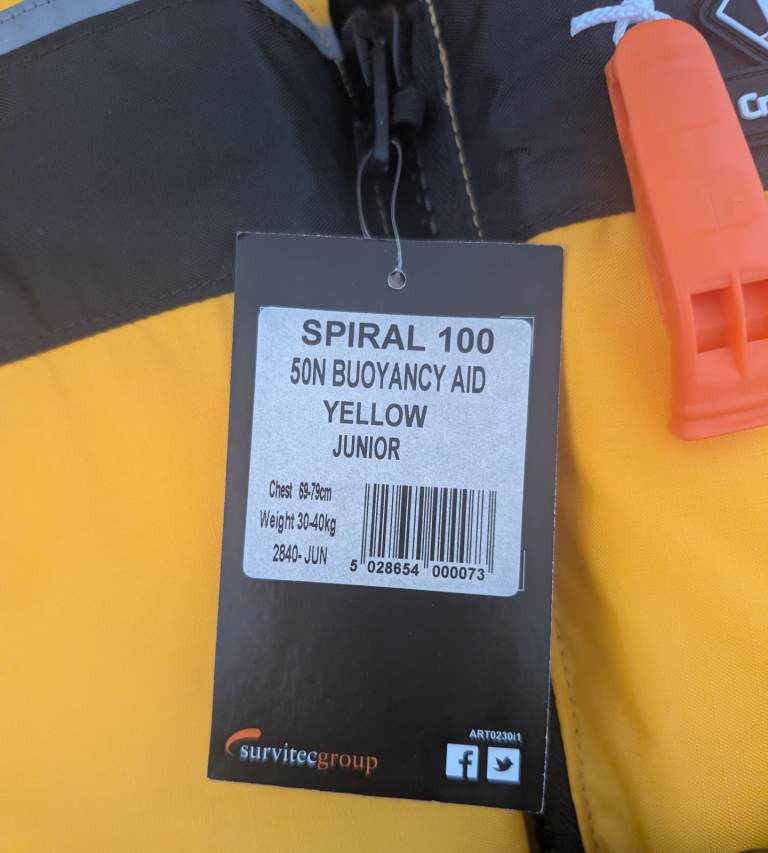 SPIRAL 100
50N BUOYANCY AID
YELLOW
JUNIOR
Chest 69-79cm
Weight 30-40kg
2840- JUN
5 028654 000073
ART0230i1
survitecgroup